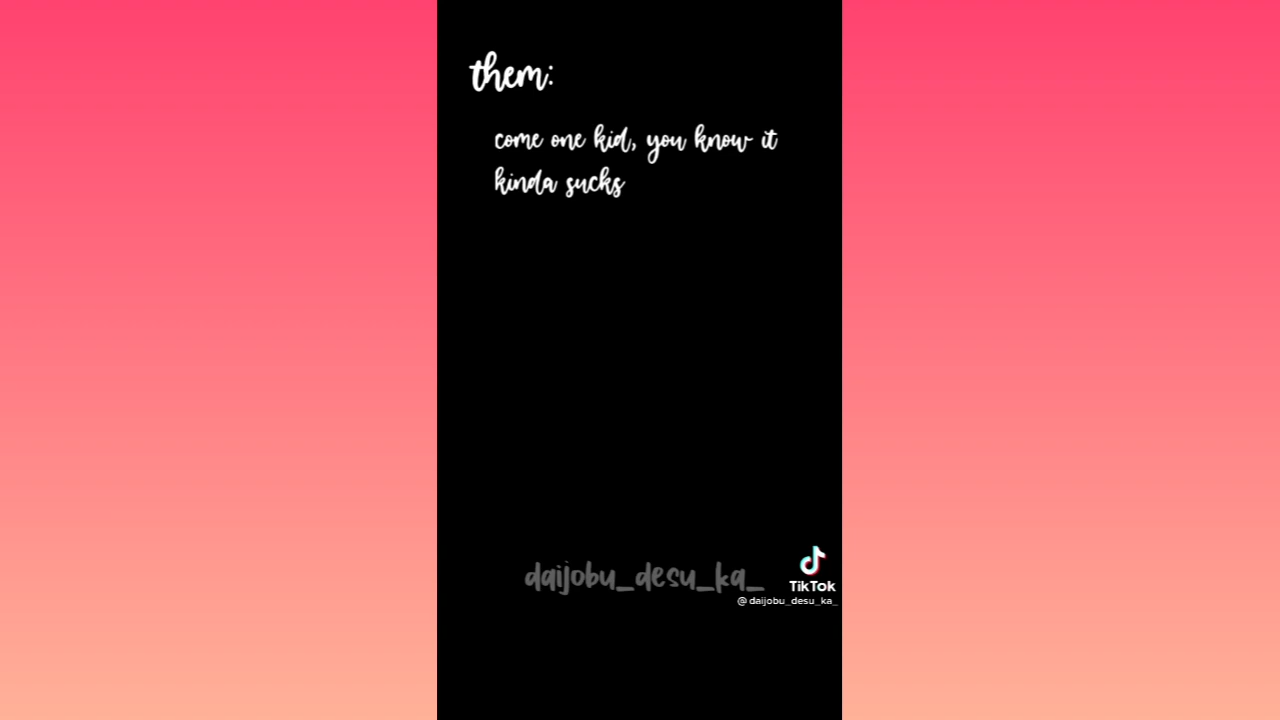 them:
come one kid, you know it
kinda sucks
daijobu_desu_ka_
TikTok
@daijobu_desu_ka_